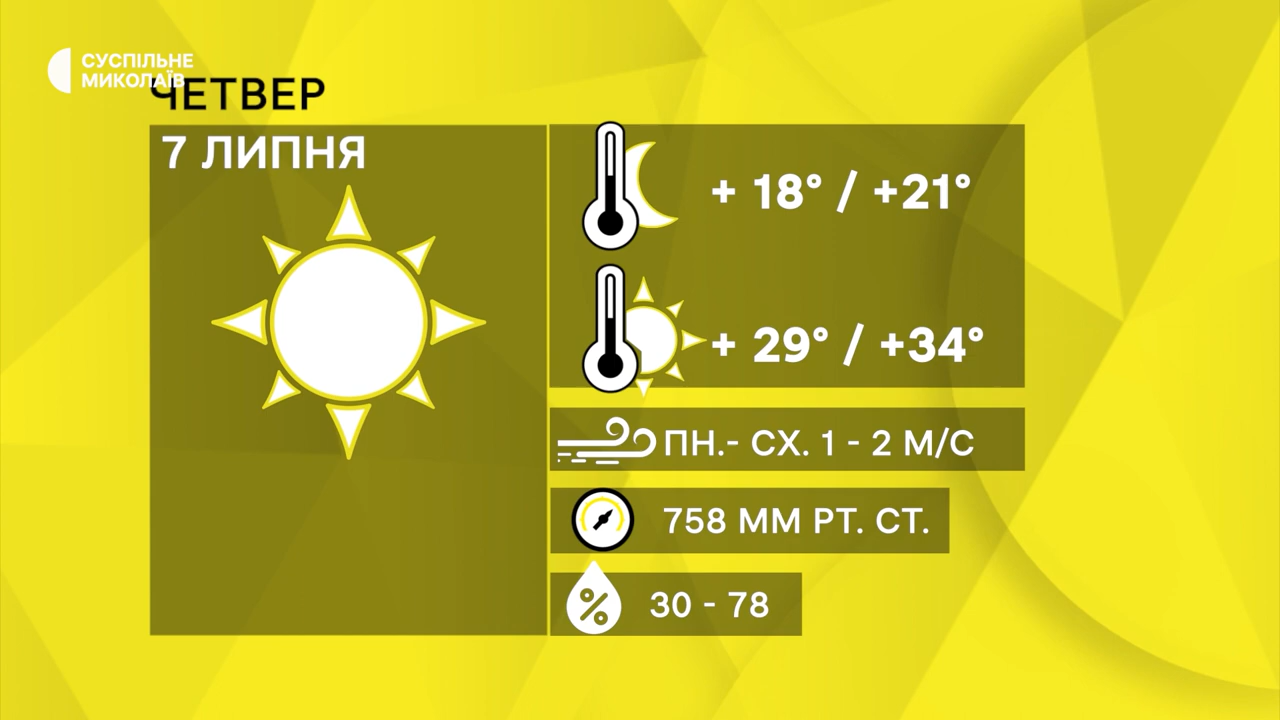 СУСПІЛЬНЕ
МИКОЛАЇВ
ЧЕТВЕР
7 ЛИПНЯ
+ 18° / +21°
+ 29° / +34°
ПН.- СХ. 1 - 2 М/С
758 ММ РТ. СТ.
% 30 - 78